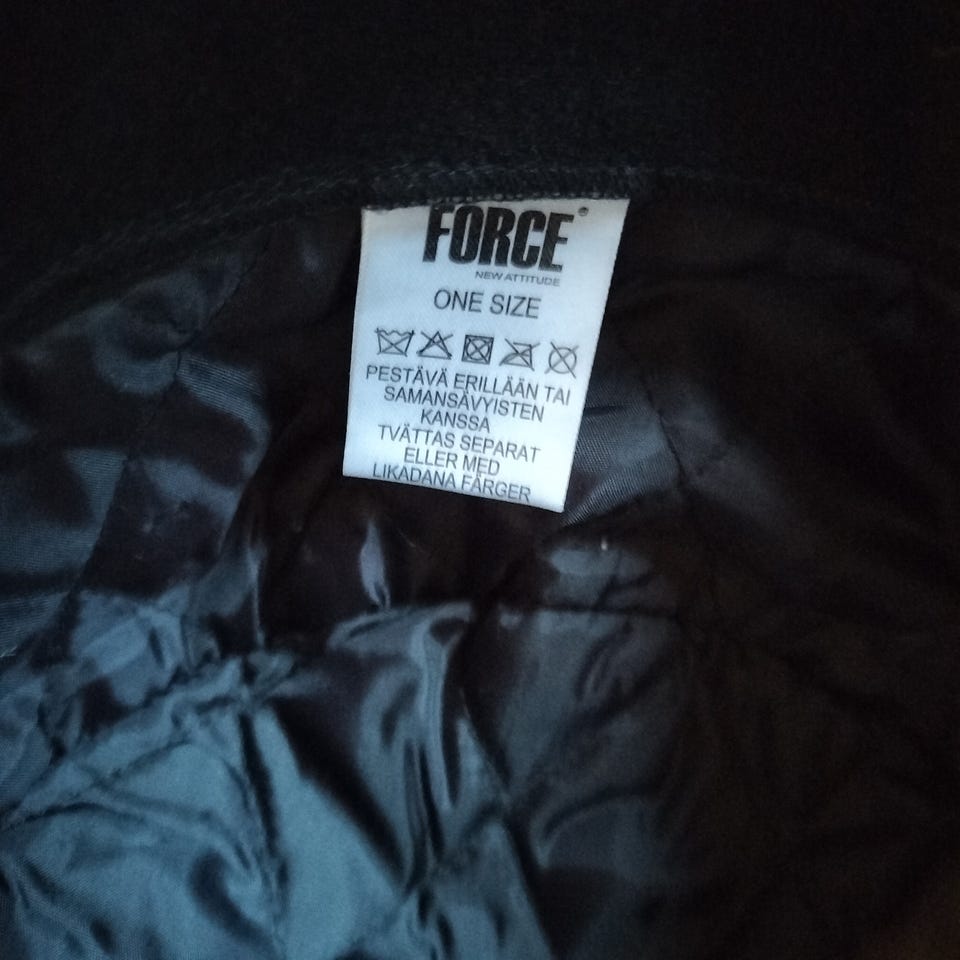 FORCE®
NEW ATTITUDE
ONE SIZE
PESTÄVÄ ERILLÄÄN TAI
SAMANSÄVYISTEN
KANSSA
TVÄTTAS SEPARAT
ELLER MED
LIKADANA FÄRGER